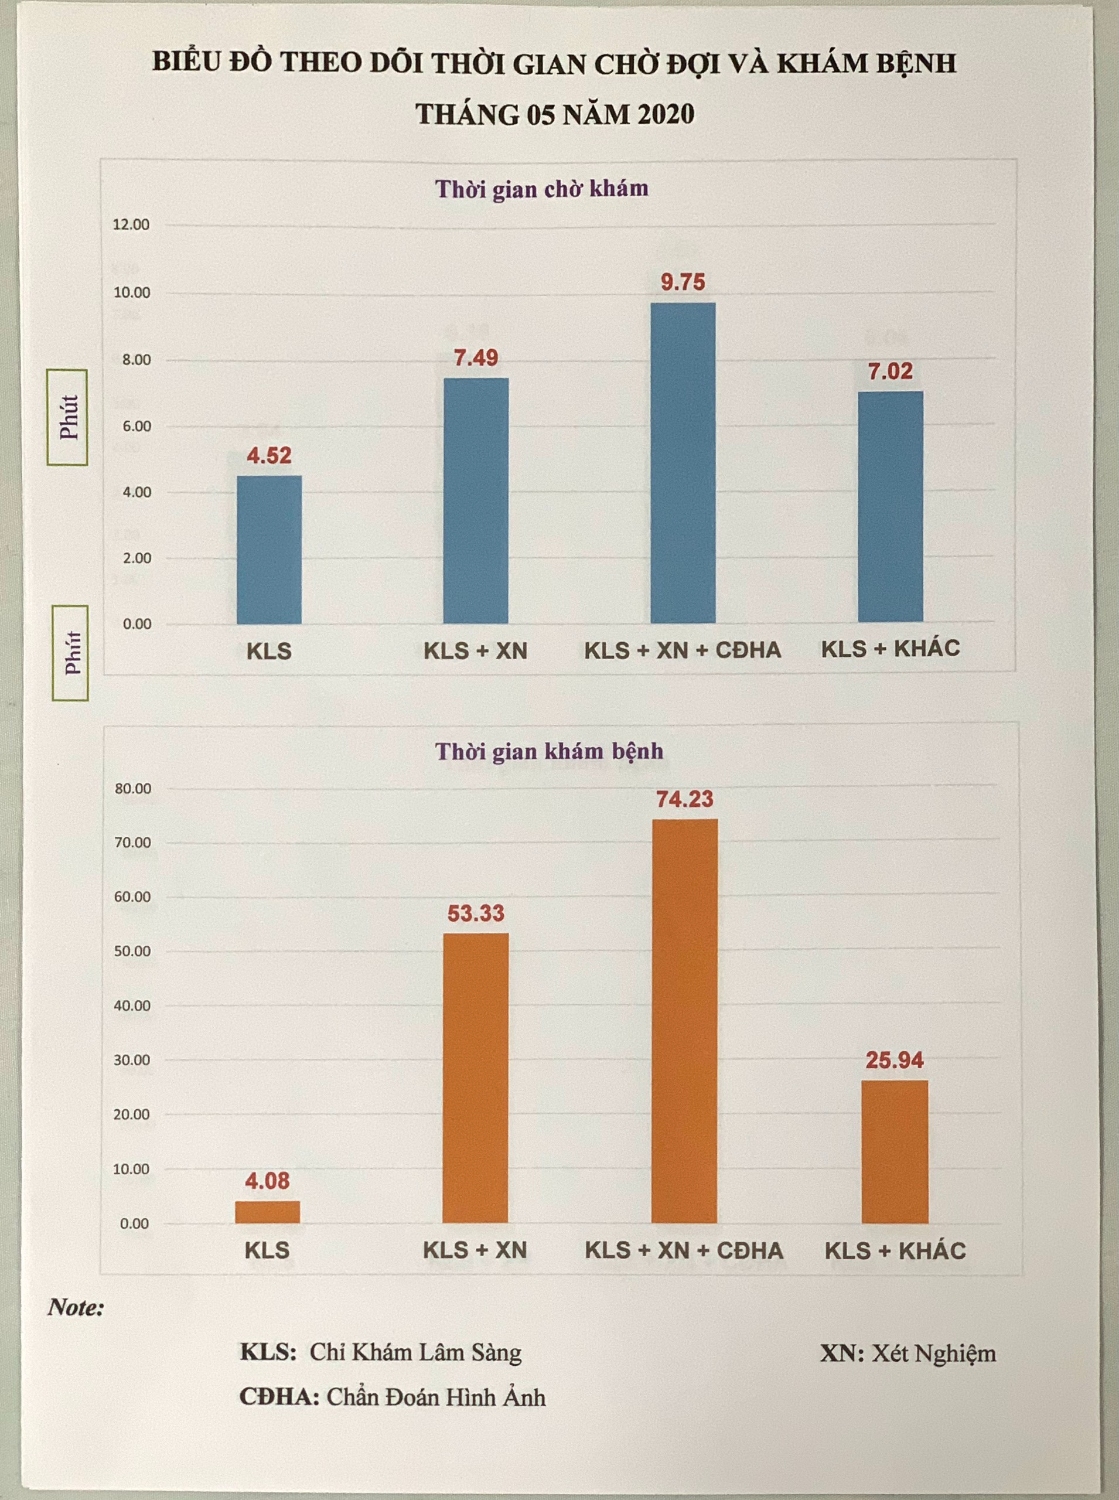 BIỂU ĐỒ THEO DÕI THỜI GIAN CHỜ ĐỢI VÀ KHÁM BỆNH
THÁNG 05 NĂM 2020
Thời gian chờ khám
12.00
10.00
8.00
6.00
4.00
2.00
0.00
Phút
4.52
7.49
9.75
7.02
KLS
KLS + XN
KLS + XN + CĐHA
KLS + KHÁC
Phút
Thời gian khám bệnh
80.00
70.00
60.00
50.00
40.00
30.00
20.00
10.00
0.00
4.08
53.33
74.23
25.94
KLS
KLS + XN
KLS + XN + CĐHA
KLS + KHÁC
Note:
KLS: Chỉ Khám Lâm Sàng
XN: Xét Nghiệm
CĐHA: Chẩn Đoán Hình Ảnh